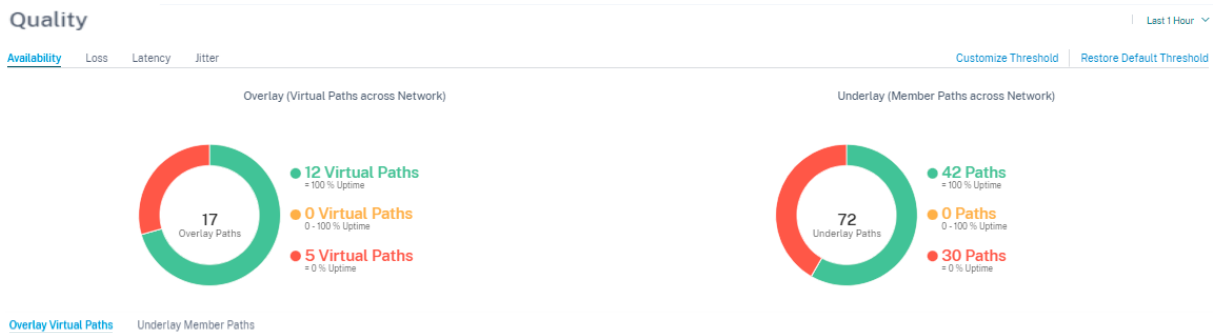 Quality
Last 1 Hour
Availability Loss Latency Jitter
Customize Threshold Restore Default Threshold
Overlay (Virtual Paths across Network)
Underlay (Member Paths across Network)
17
Overlay Paths
12 Virtual Paths
= 100 % Uptime
0 Virtual Paths
0 - 100 % Uptime
5 Virtual Paths
= 0 % Uptime
72
Underlay Paths
42 Paths
= 100 % Uptime
0 Paths
0 - 100 % Uptime
30 Paths
= 0 % Uptime
Overlay Virtual Paths Underlay Member Paths